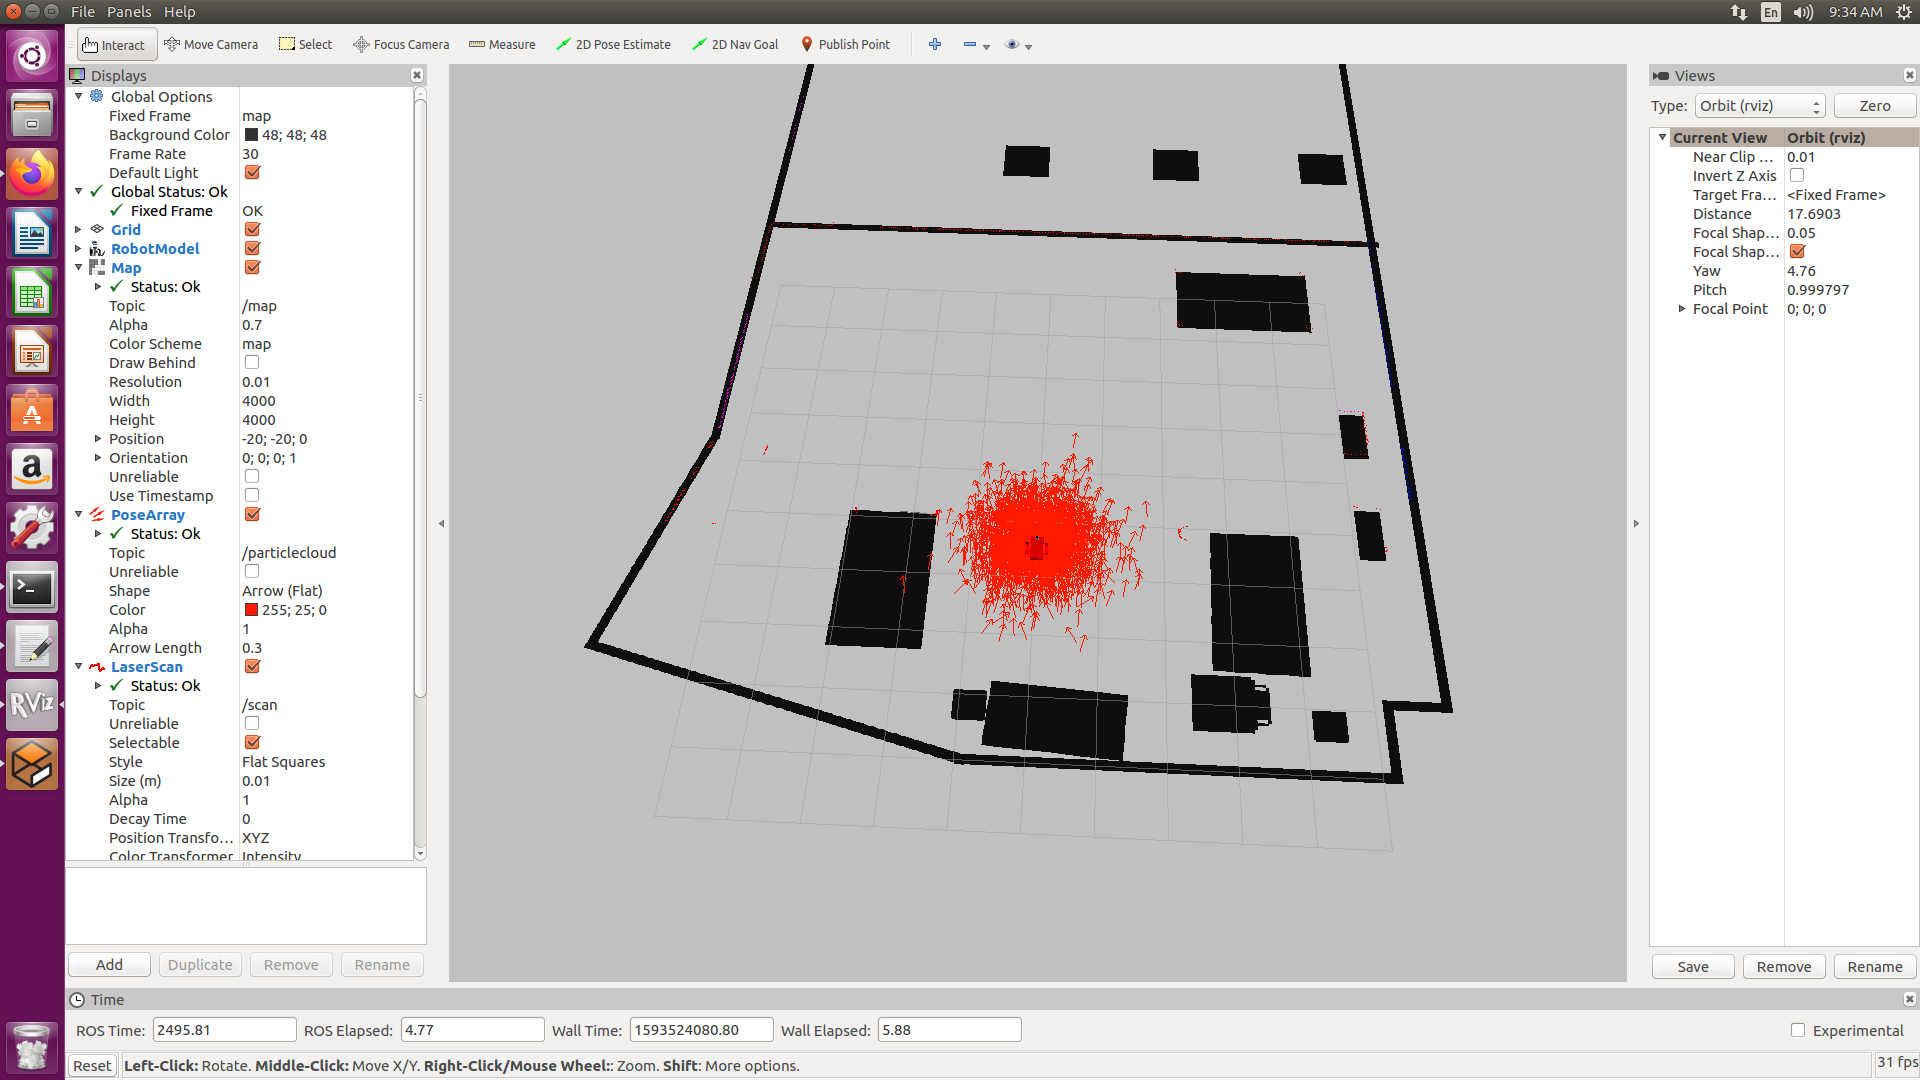 File Panels Help
En 9:34 AM
Interact Move Camera Select Focus Camera Measure 2D Pose Estimate 2D Nav Goal Publish Point
Displays
Global Options
Fixed Frame map
Background Color 48; 48; 48
Frame Rate 30
Default Light
Global Status: Ok
Fixed Frame OK
Grid
RobotModel
Map
Status: Ok
Topic /map
Alpha 0.7
Color Scheme map
Draw Behind
Resolution 0.01
Width 4000
Height 4000
Position -20; -20; 0
Orientation 0; 0; 0; 1
Unreliable
Use Timestamp
PoseArray
Status: Ok
Topic /particlecloud
Unreliable
Shape Arrow (Flat)
Color 255; 25; 0
Alpha 1
Arrow Length 0.3
LaserScan
Status: Ok
Topic /scan
Unreliable
Selectable
Style Flat Squares
Size (m) 0.01
Alpha 1
Decay Time 0
Position Transfo... XYZ
Color Transformer Intensity
Add Duplicate Remove Rename
Views
Type: Orbit (rviz) Zero
Current View Orbit (rviz)
Near Clip ... 0.01
Invert Z Axis
Target Fra... <Fixed Frame>
Distance 17.6903
Focal Shap... 0.05
Focal Shap...
Yaw 4.76
Pitch 0.999797
Focal Point 0; 0; 0
Save Remove Rename
RViz
Time
ROS Time: 2495.81 ROS Elapsed: 4.77 Wall Time: 1593524080.80 Wall Elapsed: 5.88 Experimental
Reset Left-Click: Rotate. Middle-Click: Move X/Y. Right-Click/Mouse Wheel:: Zoom. Shift: More options. 31 fps